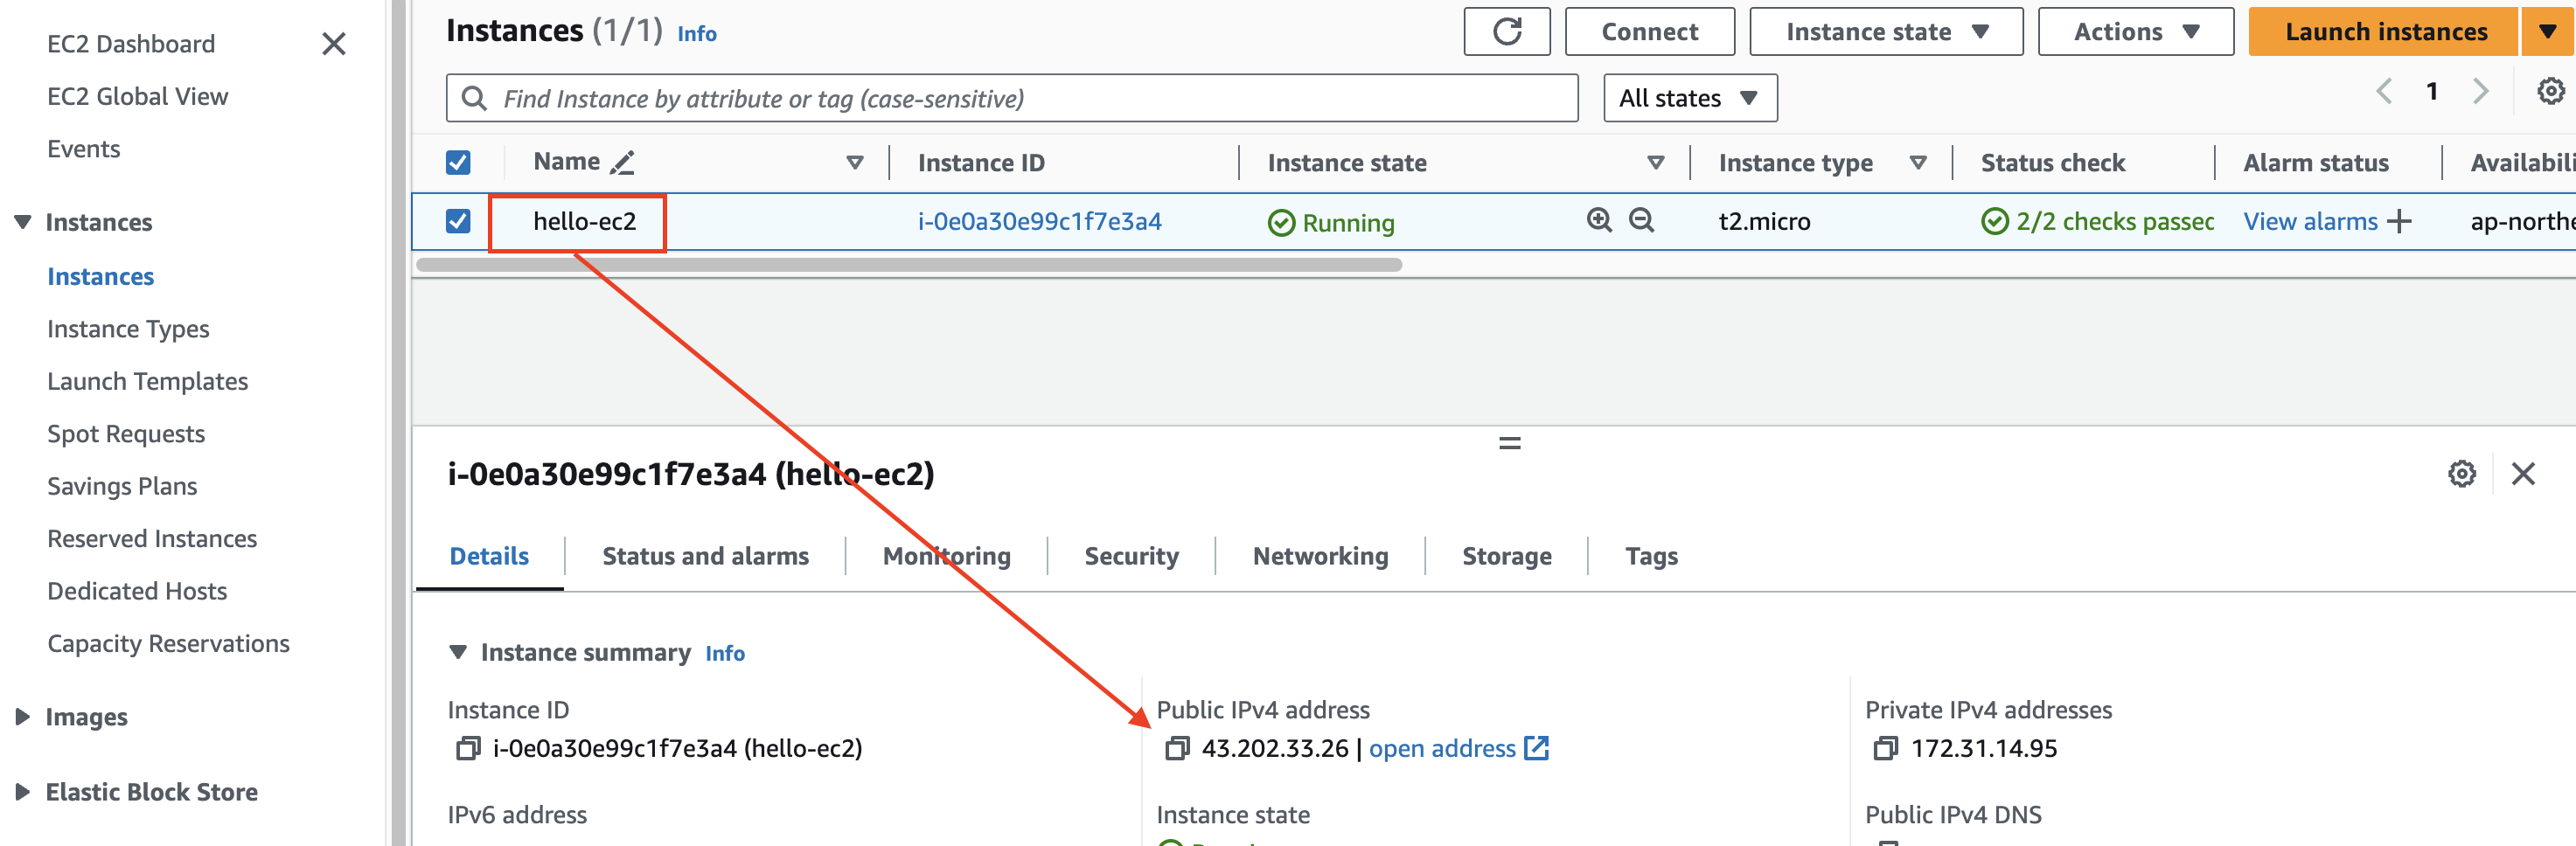 EC2 Dashboard
EC2 Global View
Events
Instances
Instances
Instance Types
Launch Templates
Spot Requests
Savings Plans
Reserved Instances
Dedicated Hosts
Capacity Reservations
Images
Elastic Block Store
Instances (1/1) Info
Connect
Instance state
Actions
Launch instances
Find Instance by attribute or tag (case-sensitive)
All states
1
Name Instance ID Instance state Instance type Status check Alarm status Availabili
hello-ec2 i-0e0a30e99c1f7e3a4 Running t2.micro 2/2 checks passec View alarms + ap-northe
i-0e0a30e99c1f7e3a4 (hello-ec2)
Details Status and alarms Monitoring Security Networking Storage Tags
Instance summary Info
Instance ID
i-0e0a30e99c1f7e3a4 (hello-ec2)
IPv6 address
Public IPv4 address
43.202.33.26 | open address
Instance state
Private IPv4 addresses
172.31.14.95
Public IPv4 DNS